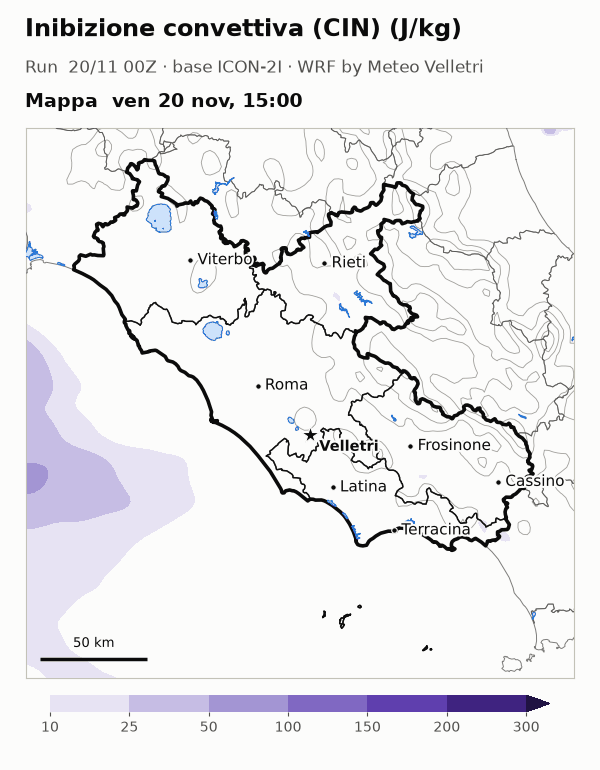 Inibizione convettiva (CIN) (J/kg)
Run  20/11 00Z · base ICON-2I · WRF by Meteo Velletri
Mappa  ven 20 nov, 15:00
Viterbo
Rieti
Roma
Velletri
Frosinone
Cassino
Latina
Terracina
50 km
10 25 50 100 150 200 300